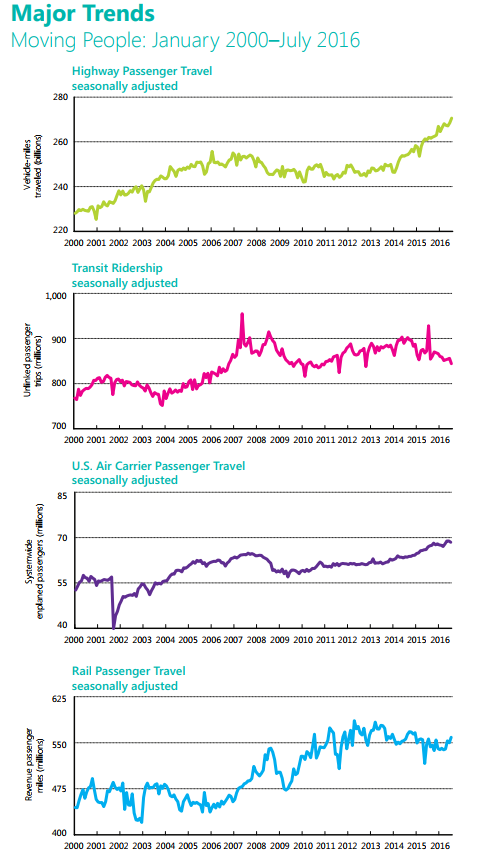 Major Trends
Moving People: January 2000–July 2016
Highway Passenger Travel
seasonally adjusted
280
260
240
220
Vehicle-miles
traveled (billions)
2000 2001 2002 2003 2004 2005 2006 2007 2008 2009 2010 2011 2012 2013 2014 2015 2016
Transit Ridership
seasonally adjusted
1,000
900
800
700
Unlinked passenger
trips (millions)
2000 2001 2002 2003 2004 2005 2006 2007 2008 2009 2010 2011 2012 2013 2014 2015 2016
U.S. Air Carrier Passenger Travel
seasonally adjusted
85
70
55
40
Systemwide
enplaned passengers (millions)
2000 2001 2002 2003 2004 2005 2006 2007 2008 2009 2010 2011 2012 2013 2014 2015 2016
Rail Passenger Travel
seasonally adjusted
625
550
475
400
Revenue passenger
miles (millions)
2000 2001 2002 2003 2004 2005 2006 2007 2008 2009 2010 2011 2012 2013 2014 2015 2016